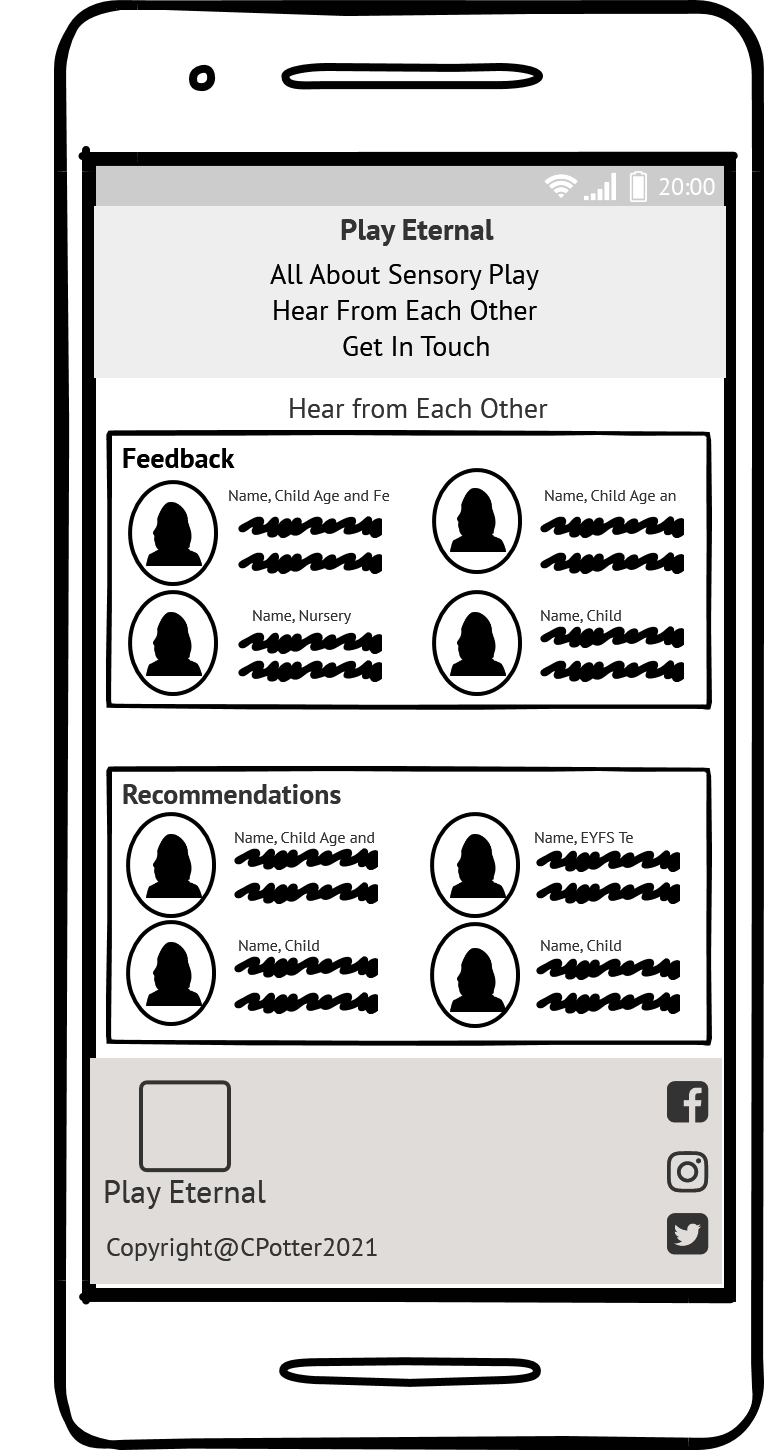 20:00
Play Eternal
All About Sensory Play
Hear From Each Other
Get In Touch
Hear from Each Other
Feedback
Name, Child Age and Fe
Name, Child Age an
Name, Nursery
Name, Child
Recommendations
Name, Child Age and
Name, EYFS Te
Name, Child
Name, Child
Play Eternal
Copyright@CPotter2021